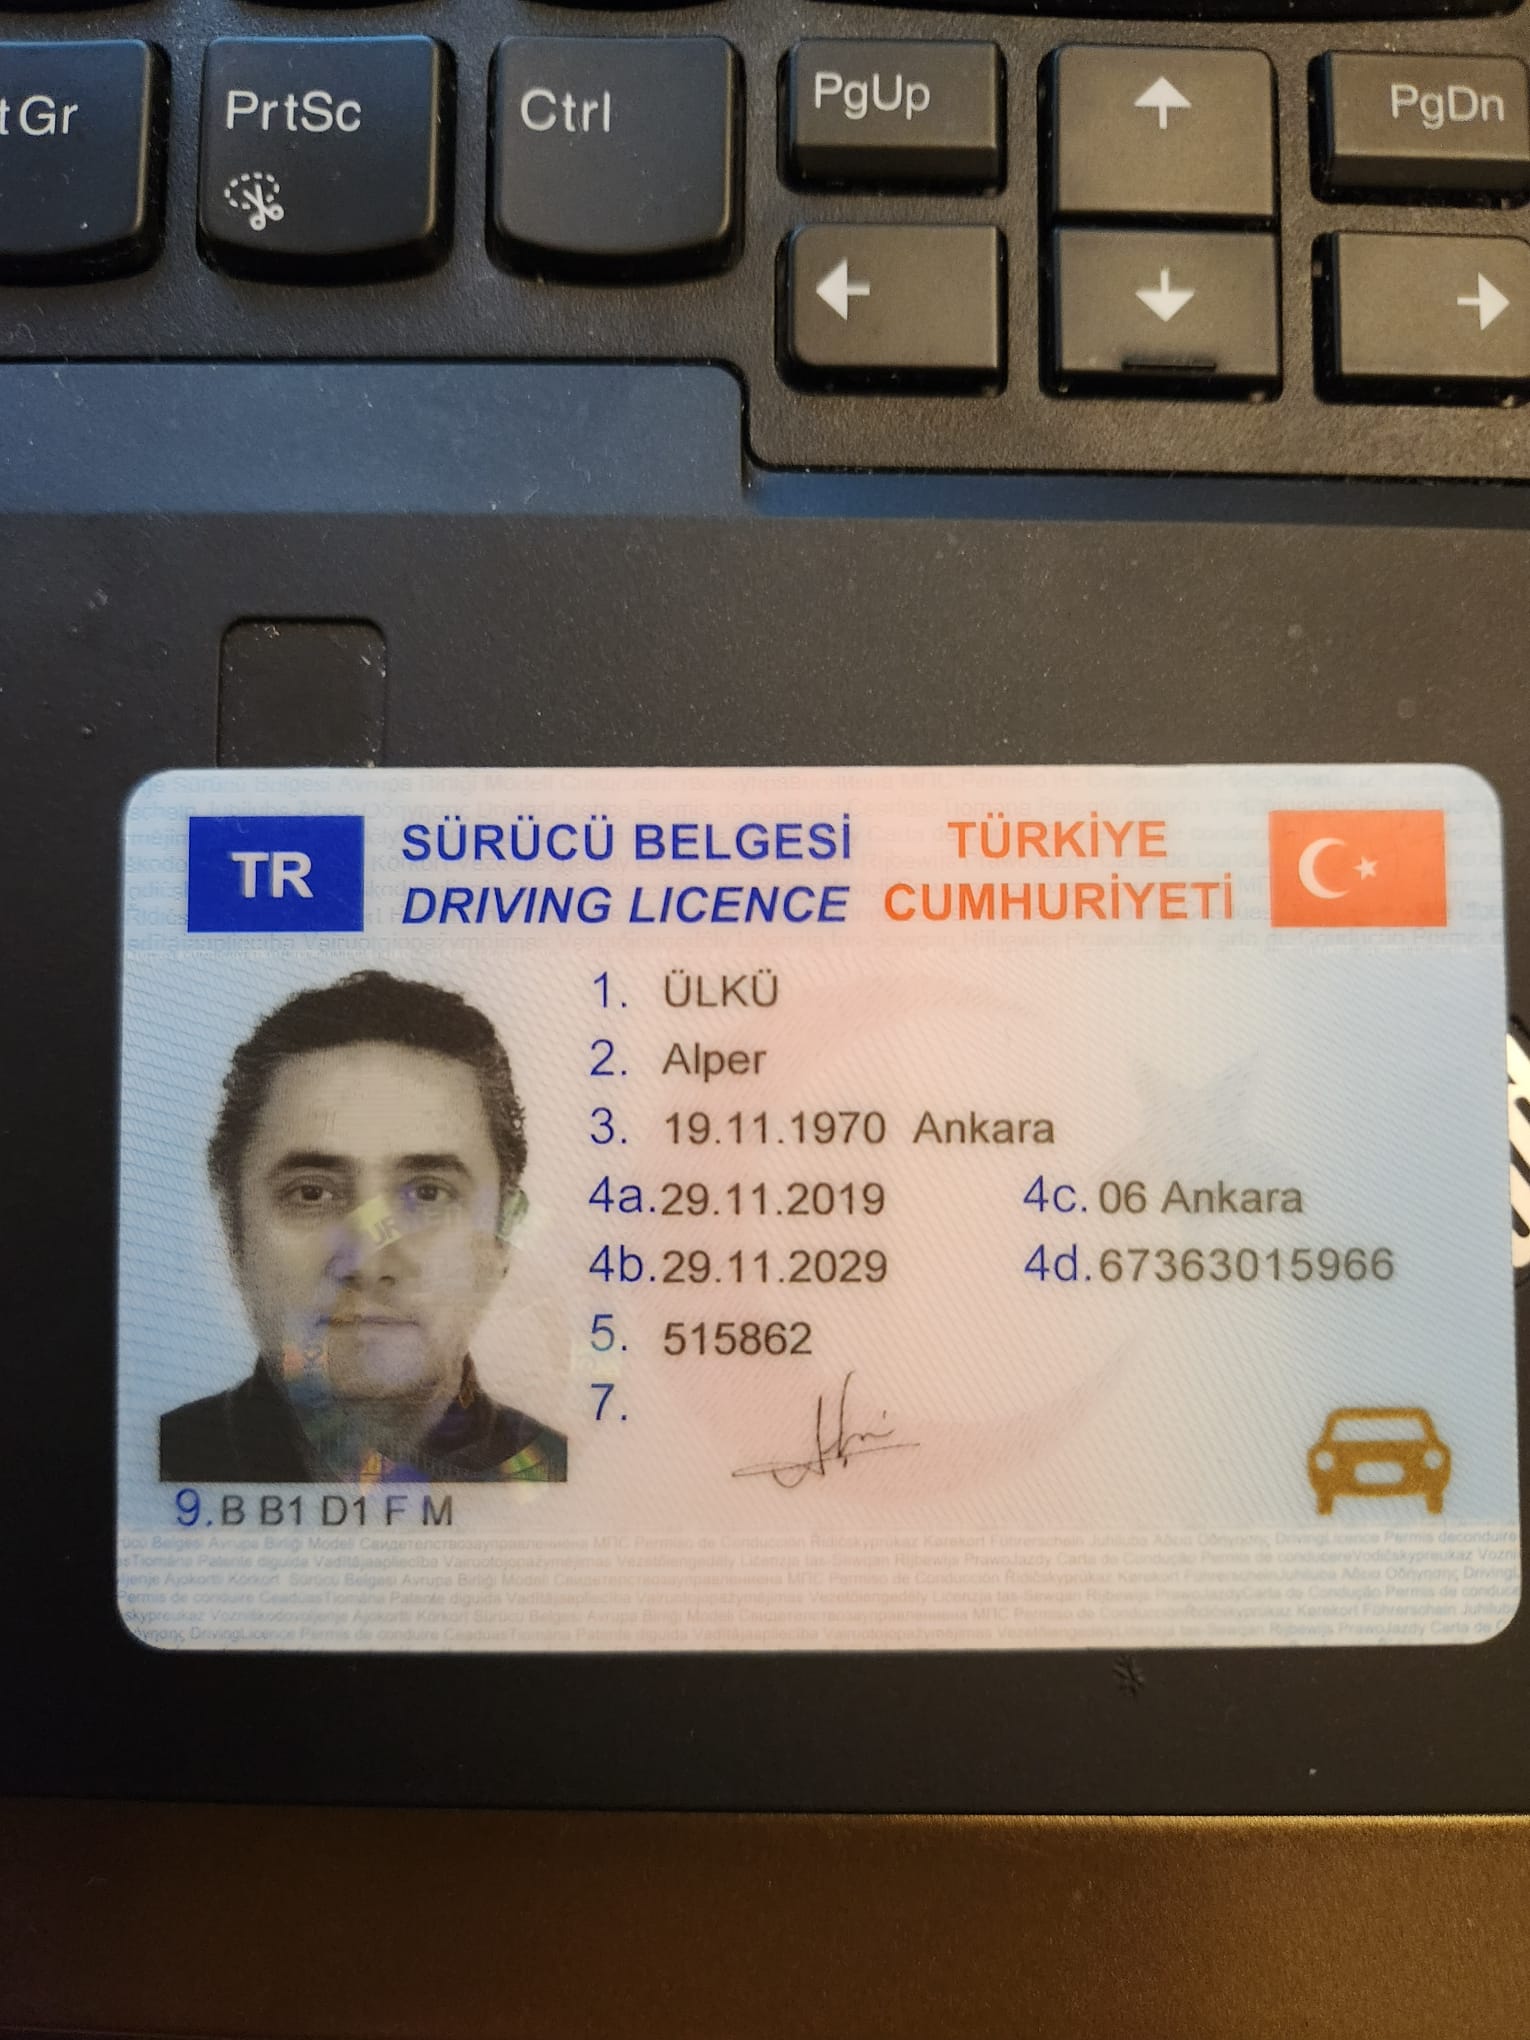 tGr PrtSc Ctrl PgUp ↑ PgDn
← ↓ →
TR SÜRÜCÜ BELGESİ TÜRKİYE
DRIVING LICENCE CUMHURİYETİ
1. ÜLKÜ
2. Alper
3. 19.11.1970 Ankara
4a.29.11.2019 4c. 06 Ankara
4b.29.11.2029 4d.67363015966
5. 515862
7.
9.B B1 D1 F M